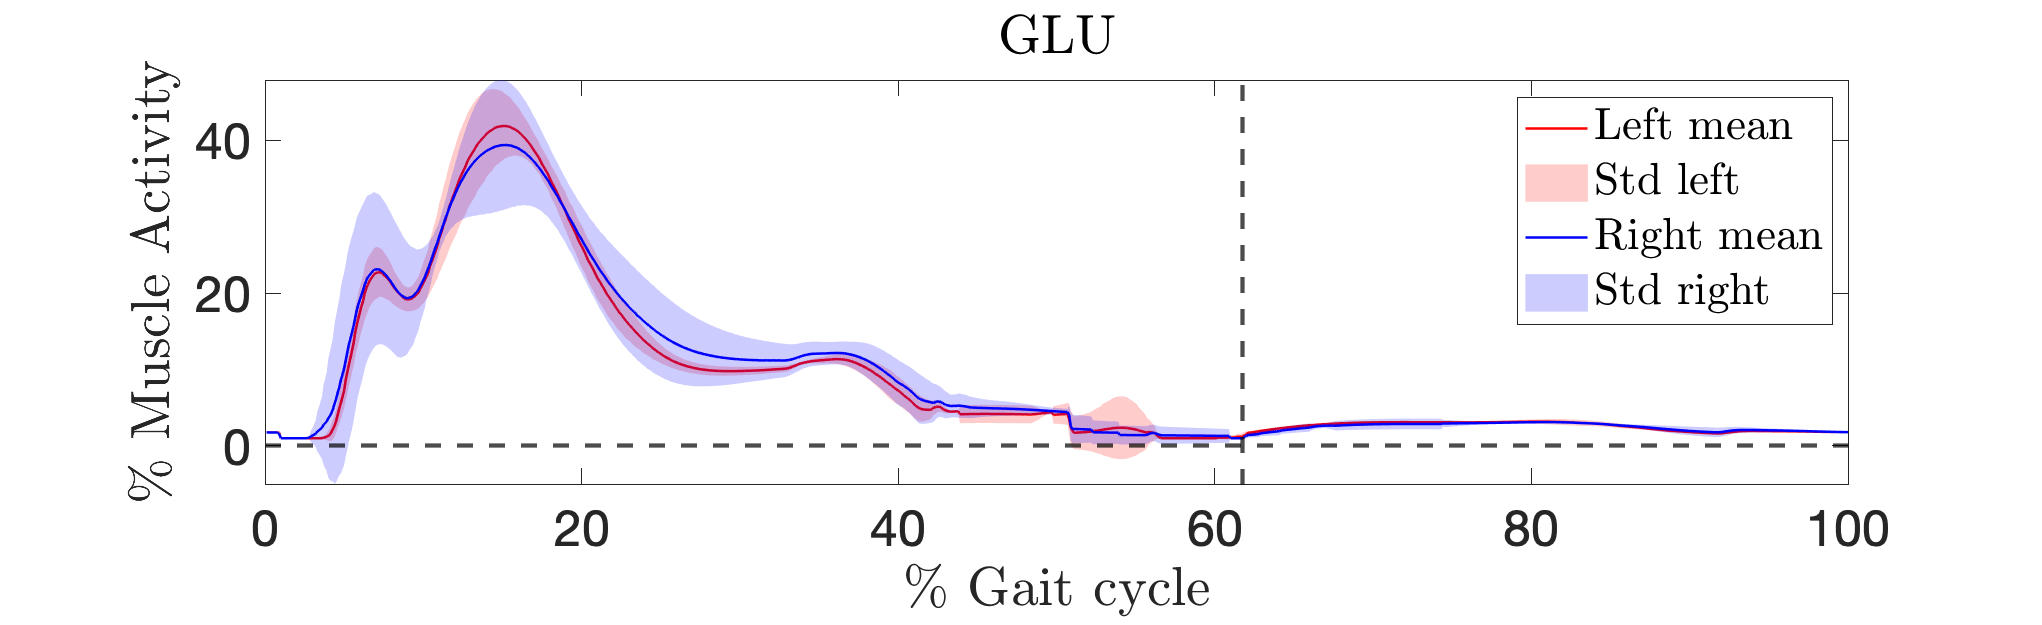 GLU
% Muscle Activity
40
20
0
Left mean
Std left
Right mean
Std right
0 20 40 60 80 100
% Gait cycle